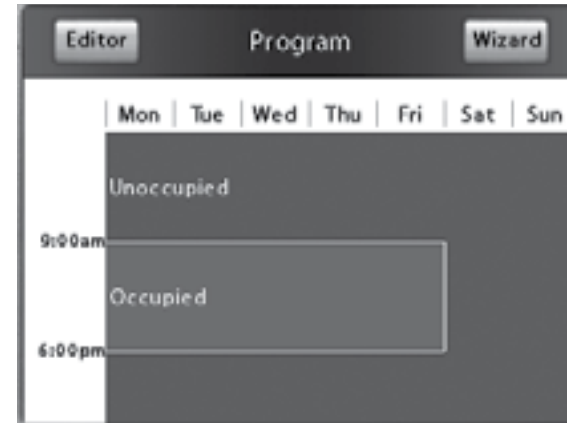 Editor Program Wizard
Mon Tue Wed Thu Fri Sat Sun
Unoccupied
9:00am
Occupied
6:00pm